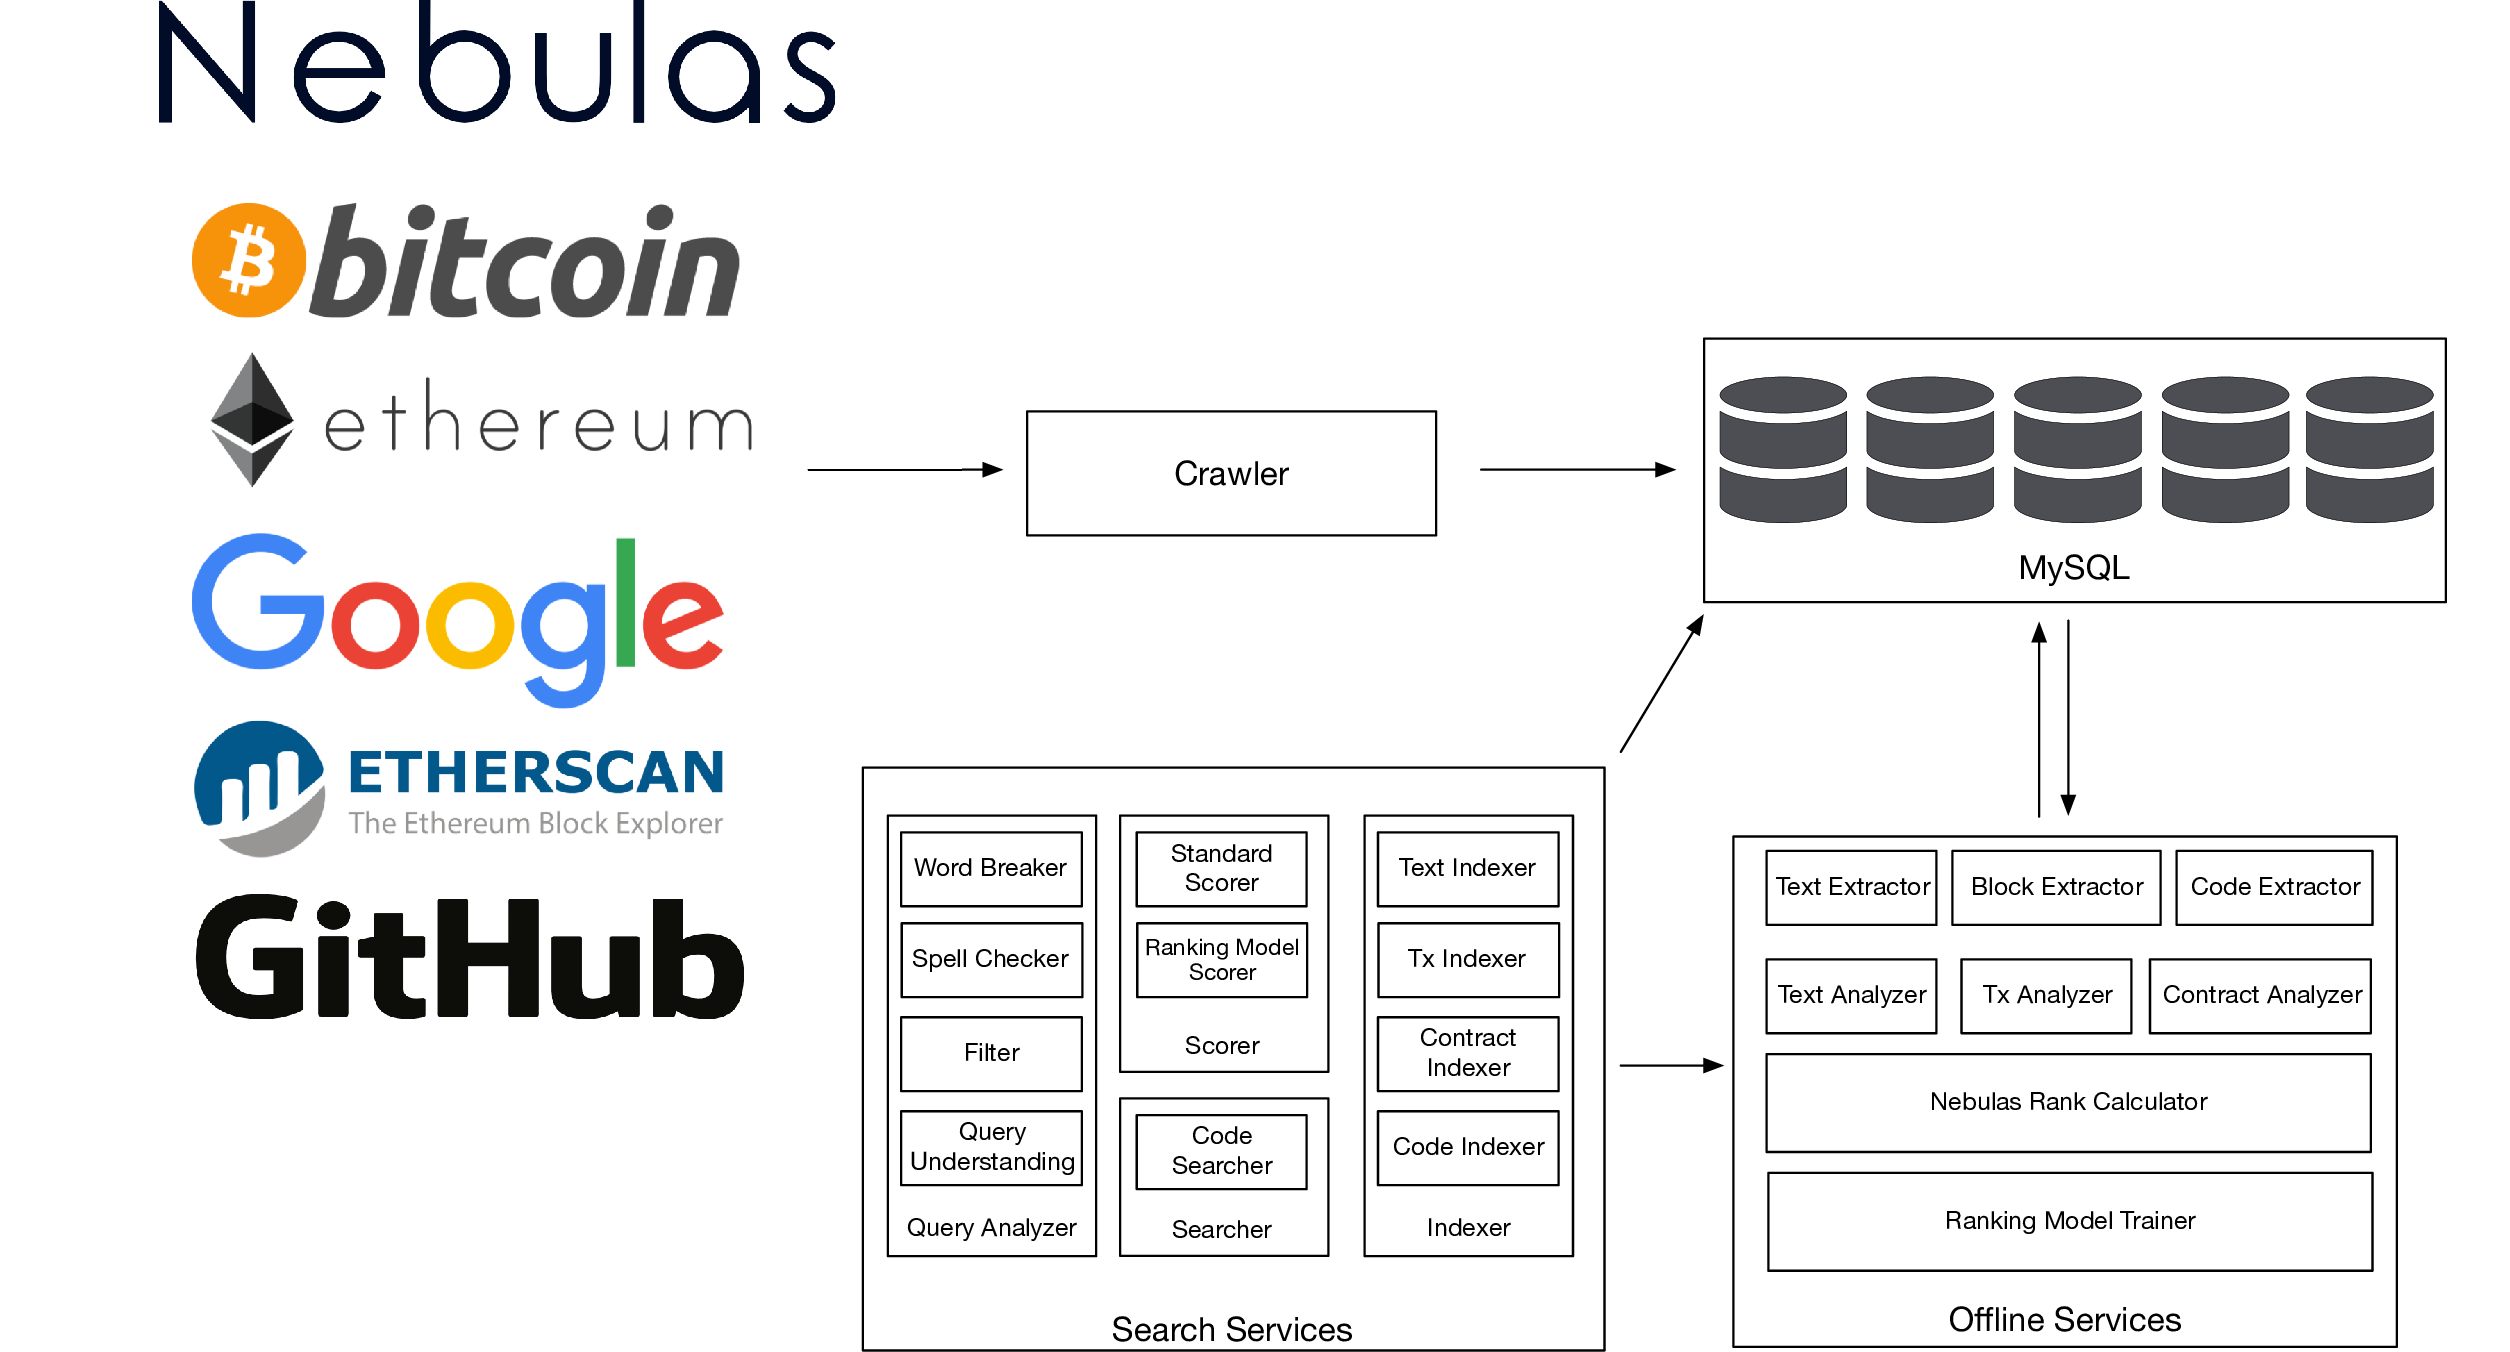 Nebulas
bitcoin
ethereum
Google
ETHERSCAN
The Ethereum Block Explorer
GitHub
Crawler
MySQL
Word Breaker
Spell Checker
Filter
Query
Understanding
Query Analyzer
Standard
Scorer
Ranking Model
Scorer
Scorer
Code
Searcher
Searcher
Text Indexer
Tx Indexer
Contract
Indexer
Code Indexer
Indexer
Search Services
Text Extractor
Block Extractor
Code Extractor
Text Analyzer
Tx Analyzer
Contract Analyzer
Nebulas Rank Calculator
Ranking Model Trainer
Offline Services